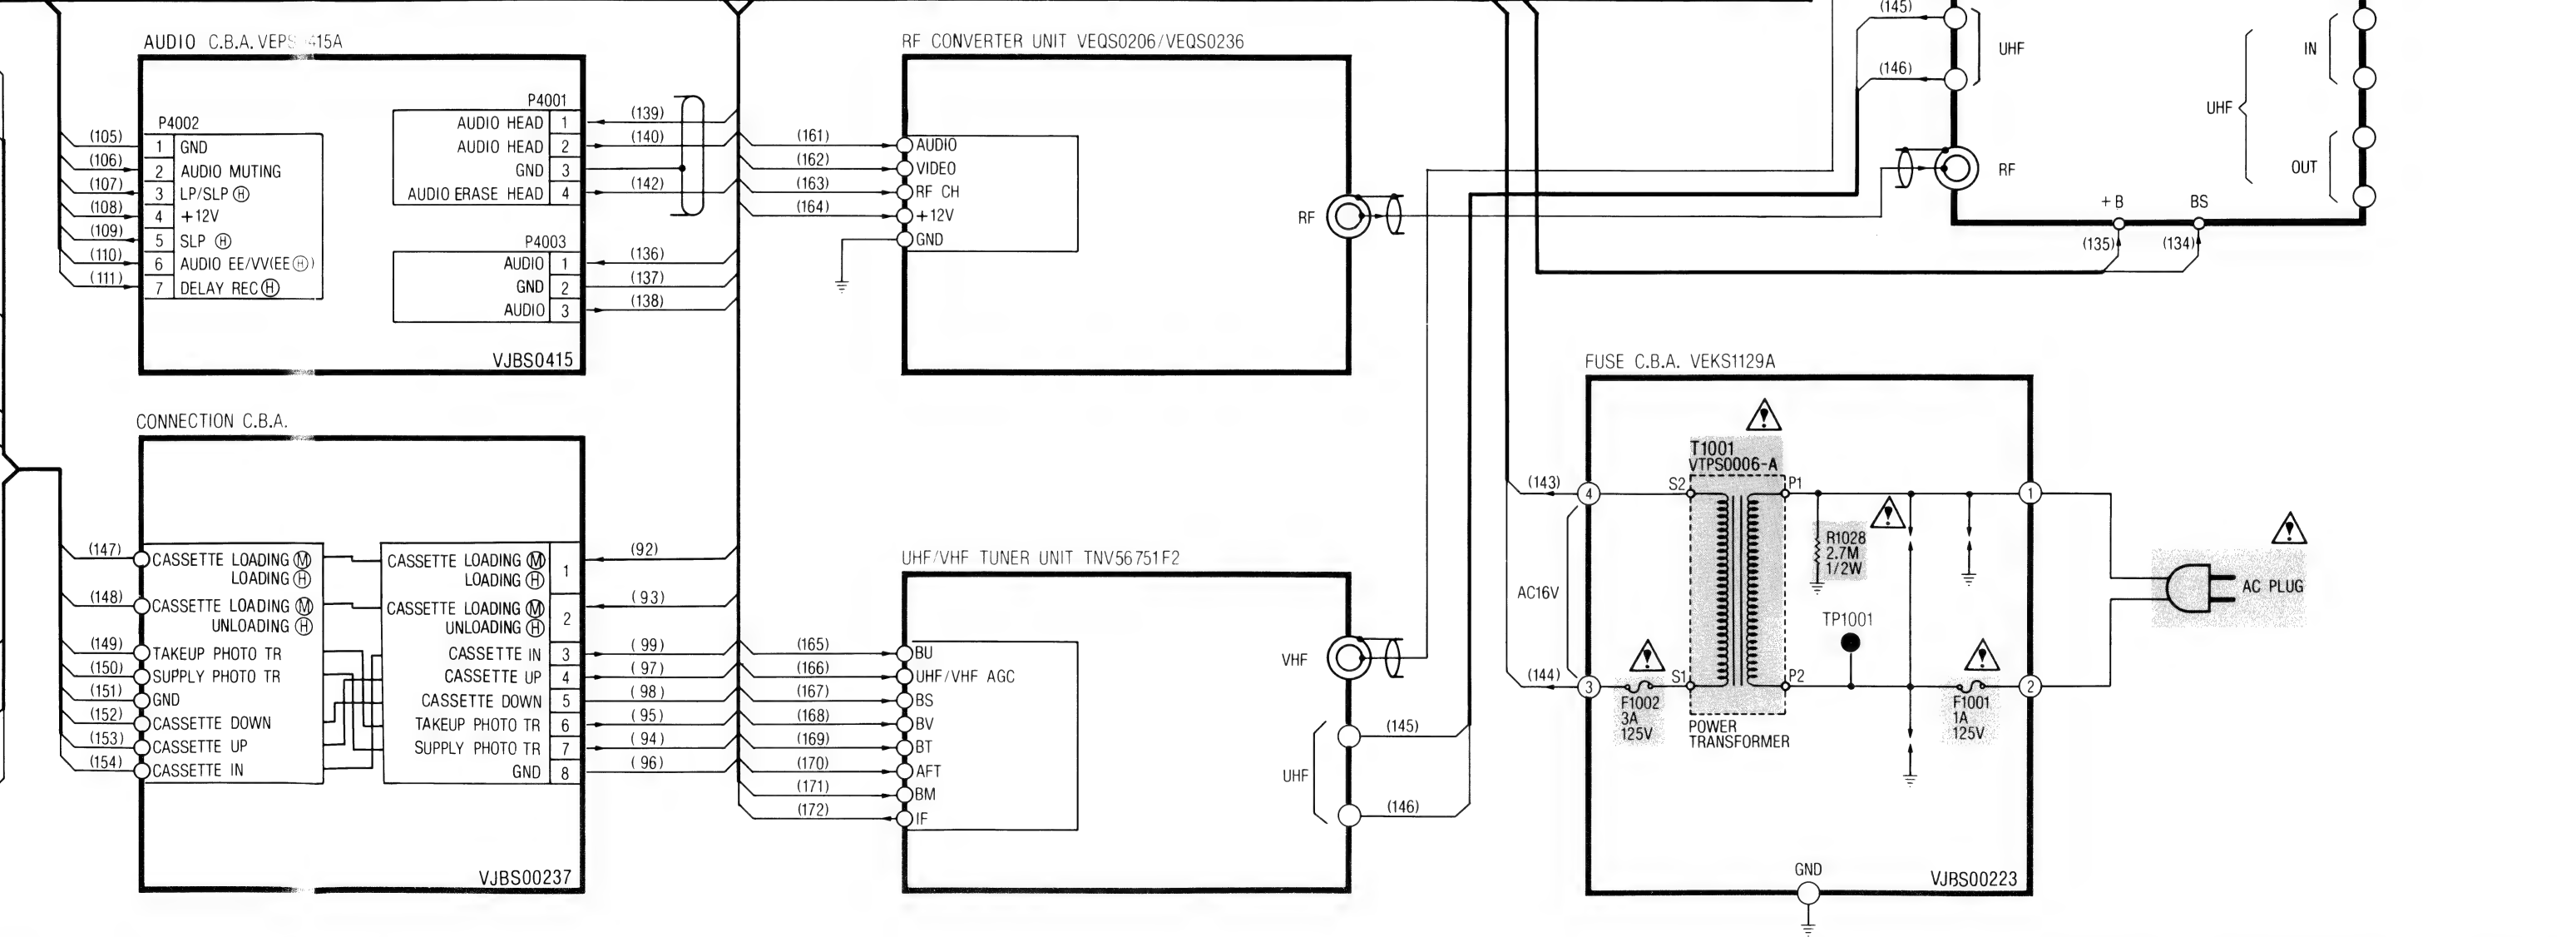 AUDIO C.B.A. VEPS 415A
P4002
(105) 1 GND
(106) 2 AUDIO MUTING
(107) 3 LP/SLP Ⓗ
(108) 4 +12V
(109) 5 SLP Ⓗ
(110) 6 AUDIO EE/VV(EEⒽ)
(111) 7 DELAY REC Ⓗ
P4001
AUDIO HEAD 1 (139)
AUDIO HEAD 2 (140)
GND 3
AUDIO ERASE HEAD 4 (142)
P4003
AUDIO 1 (136)
GND 2 (137)
AUDIO 3 (138)
VJBS0415
CONNECTION C.B.A.
(147) CASSETTE LOADING Ⓜ
LOADING Ⓗ
(148) CASSETTE LOADING Ⓜ
UNLOADING Ⓗ
(149) TAKEUP PHOTO TR
(150) SUPPLY PHOTO TR
(151) GND
(152) CASSETTE DOWN
(153) CASSETTE UP
(154) CASSETTE IN
CASSETTE LOADING Ⓜ
LOADING Ⓗ 1 (92)
CASSETTE LOADING Ⓜ
UNLOADING Ⓗ 2 (93)
CASSETTE IN 3 (99)
CASSETTE UP 4 (97)
CASSETTE DOWN 5 (98)
TAKEUP PHOTO TR 6 (95)
SUPPLY PHOTO TR 7 (94)
GND 8 (96)
VJBS00237
RF CONVERTER UNIT VEQS0206/VEQS0236
(161) AUDIO
(162) VIDEO
(163) RF CH
(164) +12V
GND
RF
UHF/VHF TUNER UNIT TNV56751F2
(165) BU
(166) UHF/VHF AGC
(167) BS
(168) BV
(169) BT
(170) AFT
(171) BM
(172) IF
VHF
UHF
(145)
(146)
(145)
(146)
UHF
RF
UHF
IN
OUT
+B
BS
(135)
(134)
FUSE C.B.A. VEKS1129A
!
T1001
VTPS0006-A
(143) 4
S2
P1
1
!
R1028
2.7M
1/2W
AC16V
TP1001
!
AC PLUG
(144) 3
!
F1002
3A
125V
S1
P2
!
F1001
1A
125V
2
POWER
TRANSFORMER
GND
VJBS00223